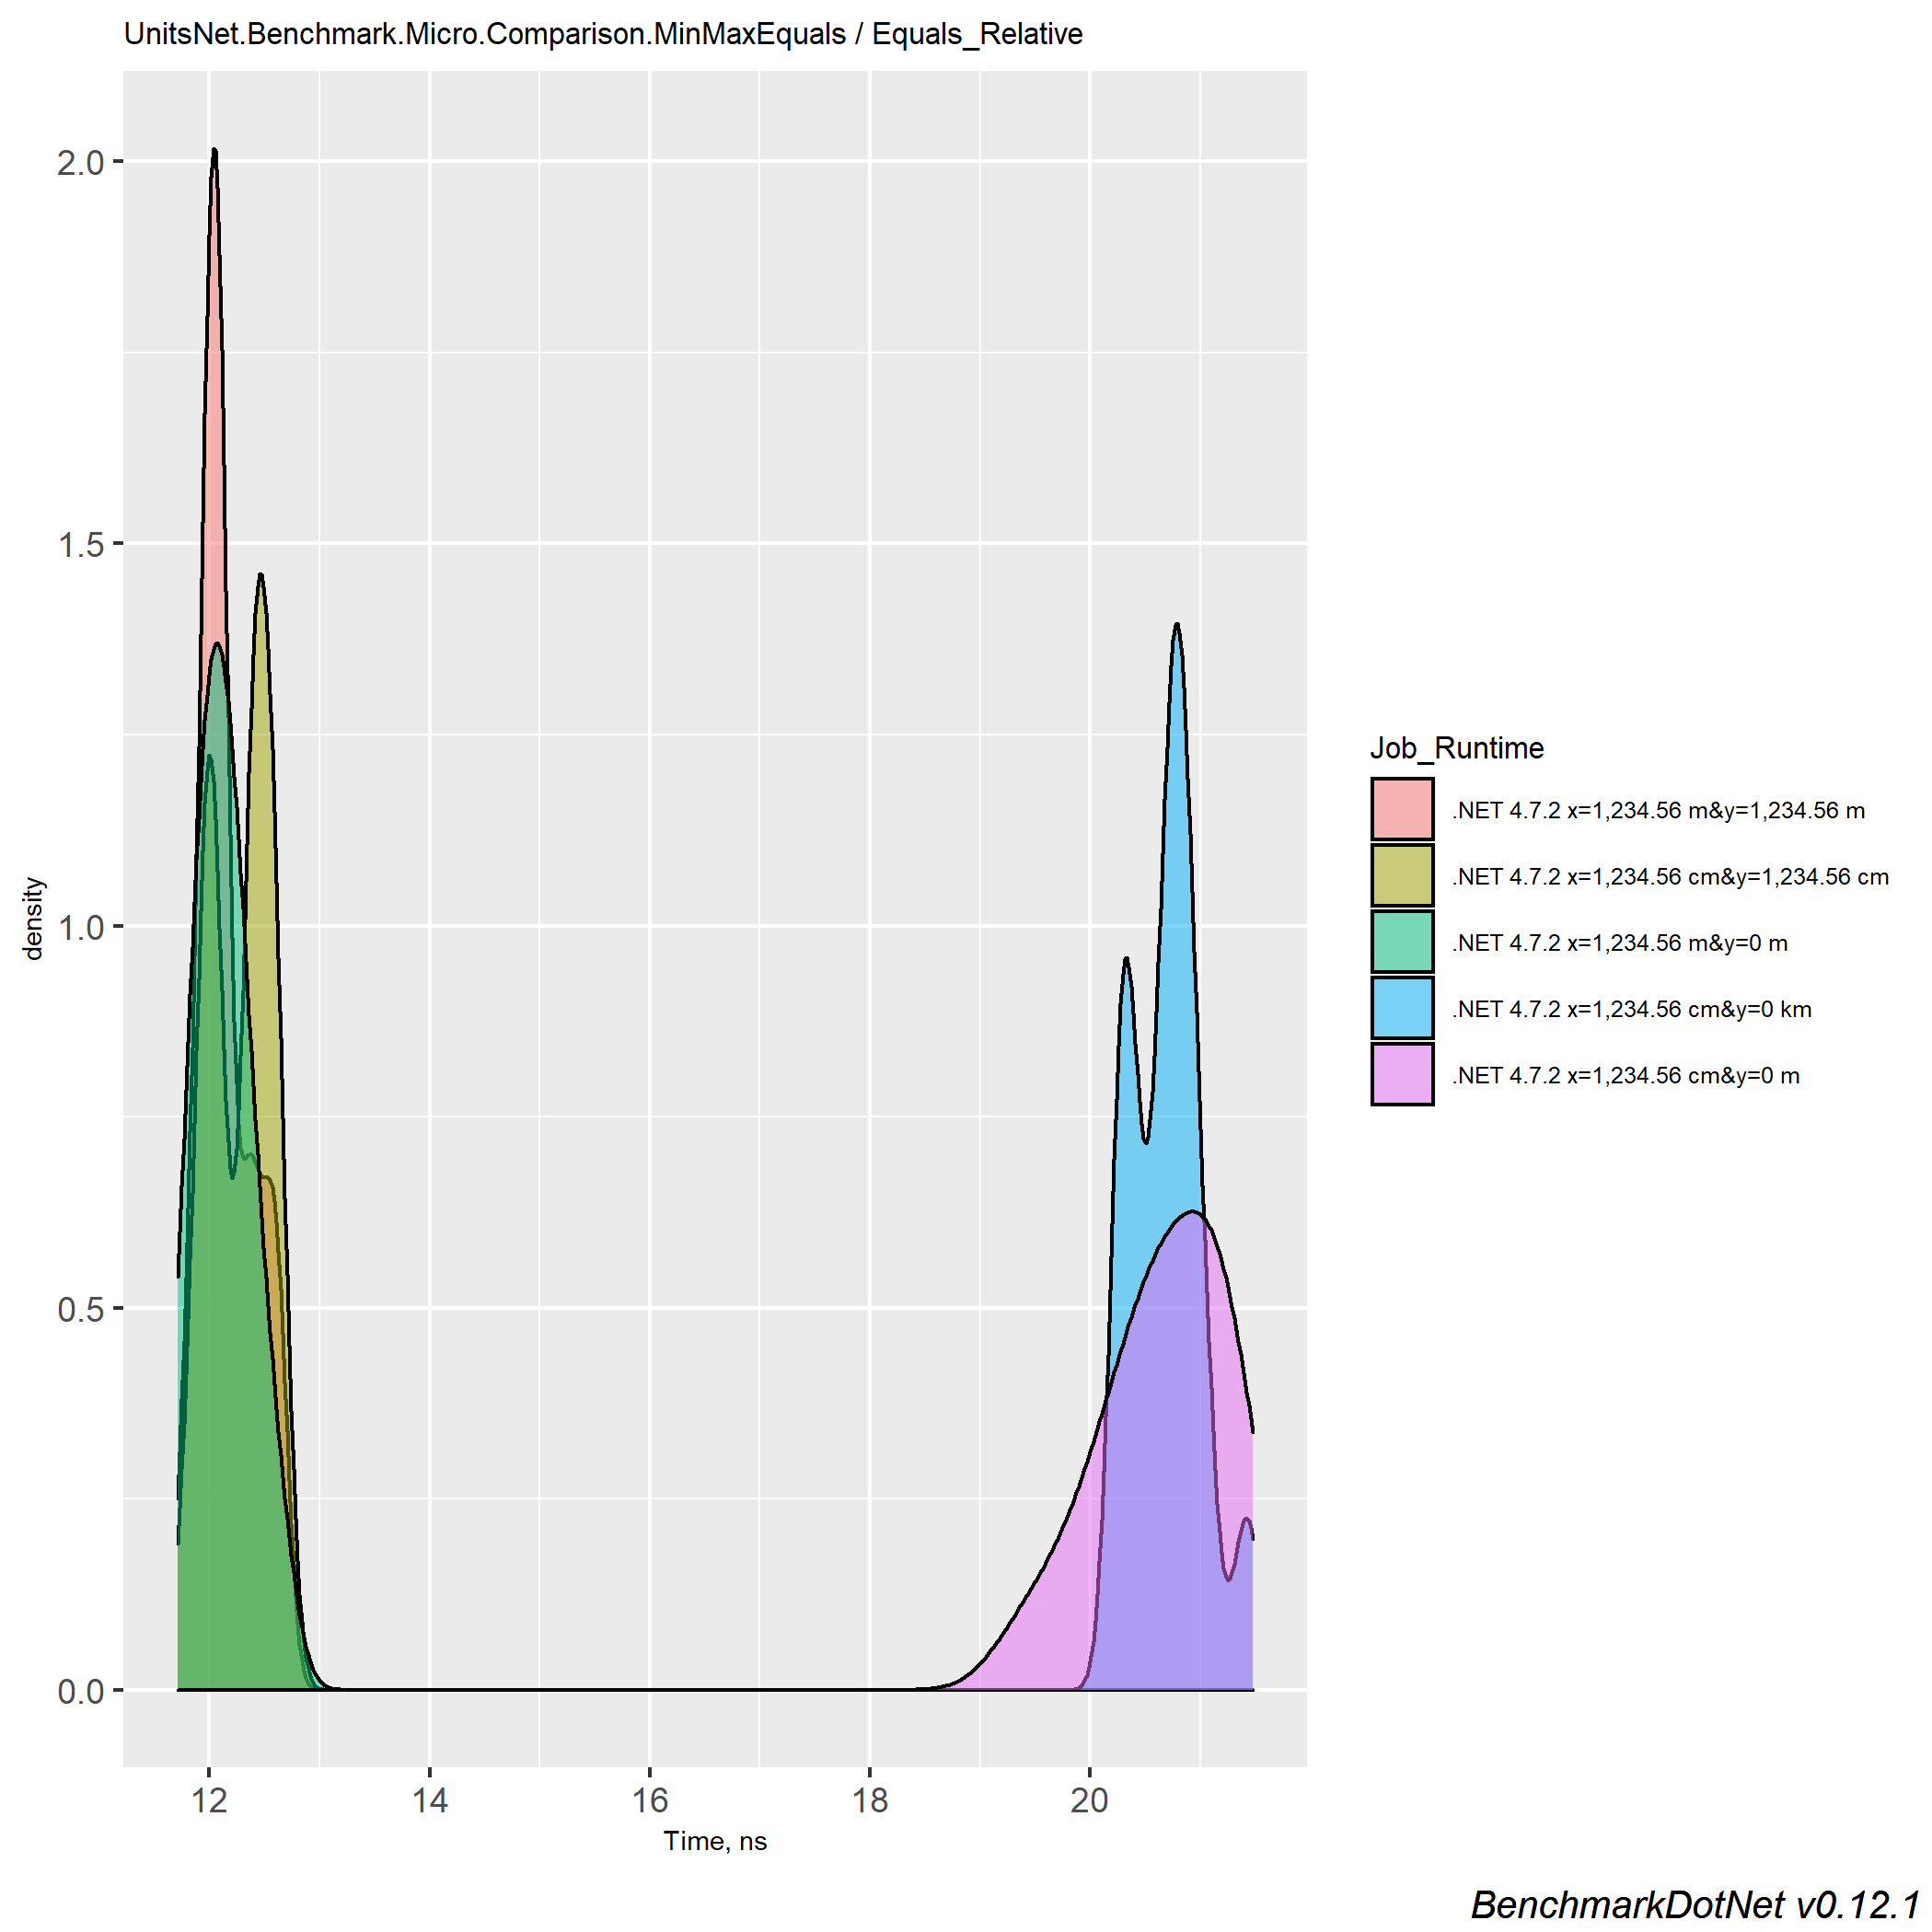 UnitsNet.Benchmark.Micro.Comparison.MinMaxEquals / Equals_Relative
2.0
1.5
1.0
0.5
0.0
density
12 14 16 18 20
Time, ns
Job_Runtime
.NET 4.7.2 x=1,234.56 m&y=1,234.56 m
.NET 4.7.2 x=1,234.56 cm&y=1,234.56 cm
.NET 4.7.2 x=1,234.56 m&y=0 m
.NET 4.7.2 x=1,234.56 cm&y=0 km
.NET 4.7.2 x=1,234.56 cm&y=0 m
BenchmarkDotNet v0.12.1